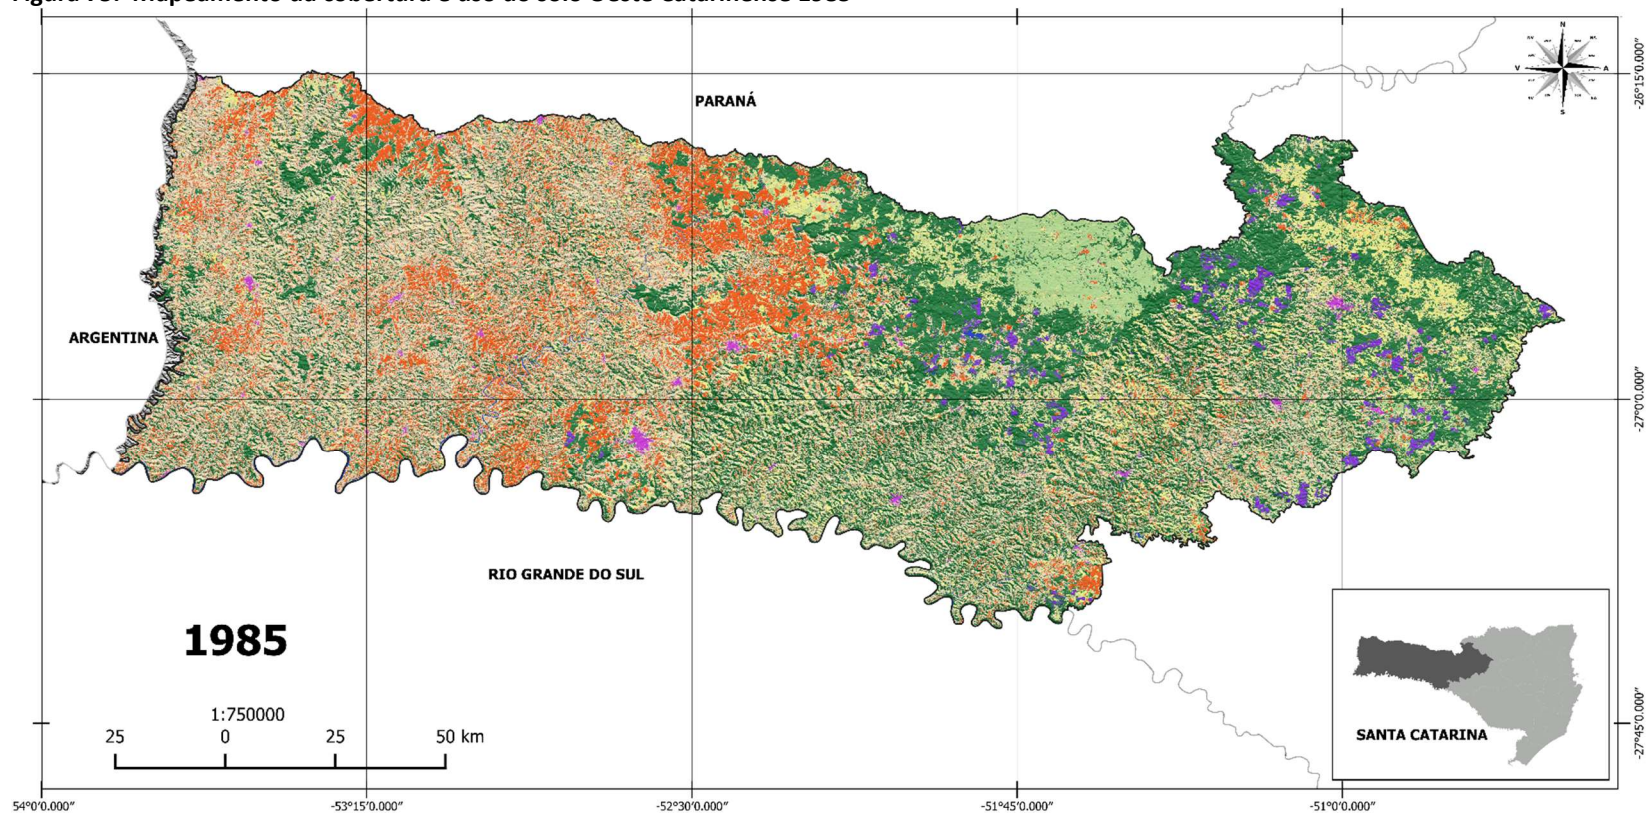 PARANÁ
N
V
A
S
-26°15'0.000"
ARGENTINA
-27°0'0.000"
RIO GRANDE DO SUL
1985
1:750000
25 0 25 50 km
SANTA CATARINA
-27°45'0.000"
54°0'0.000" -53°15'0.000" -52°30'0.000" -51°45'0.000" -51°0'0.000"